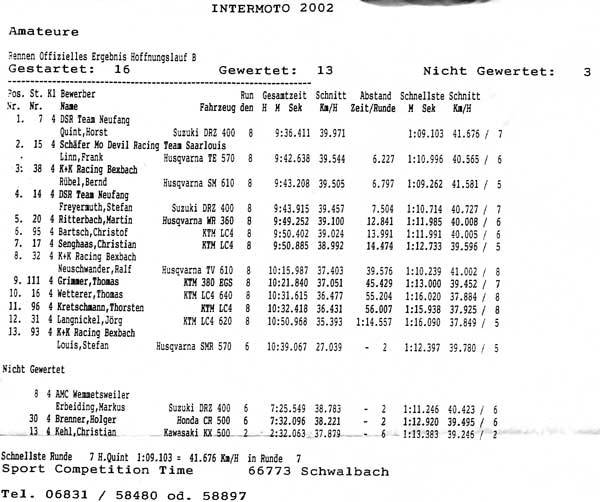 INTERMOTO 2002
Amateure
Rennen Offizielles Ergebnis Hoffnungslauf B
Gestartet: 16 Gewertet: 13 Nicht Gewertet: 3
Pos. St. Kl Bewerber Run Gesamtzeit Schnitt Abstand Schnellste Schnitt
Nr. Nr. Name Fahrzeug den H M Sek Km/H Zeit/Runde M Sek Km/H
1. 7 4 DSR Team Neufang
Quint,Horst Suzuki DRZ 400 8 9:36.411 39.971 1:09.103 41.676 / 7
2. 15 4 Schäfer Mo Devil Racing Team Saarlouis
Linn,Frank Husqvarna TE 570 8 9:42.638 39.544 6.227 1:10.996 40.565 / 6
3: 38 4 K+K Racing Bexbach
Rübel,Bernd Husqvarna SM 610 8 9:43.208 39.505 6.797 1:09.262 41.581 / 5
4. 14 4 DSR Team Neufang
Freyermuth,Stefan Suzuki DRZ 400 8 9:43.915 39.457 7.504 1:10.714 40.727 / 7
5. 20 4 Ritterbach,Martin Husqvarna WR 360 8 9:49.252 39.100 12.841 1:11.985 40.008 / 6
6. 95 4 Bartsch,Christof KTM LC4 8 9:50.402 39.024 13.991 1:11.991 40.005 / 6
7. 17 4 Senghaas,Christian KTM LC4 8 9:50.885 38.992 14.474 1:12.733 39.596 / 5
8. 32 4 K+K Racing Bexbach
Neuschwander,Ralf Husqvarna TV 610 8 10:15.987 37.403 39.576 1:10.239 41.002 / 8
9. 111 4 Grimmer,Thomas KTM 380 EGS 8 10:21.840 37.051 45.429 1:13.000 39.452 / 7
10. 16 4 Wetterer,Thomas KTM LC4 640 8 10:31.615 36.477 55.204 1:16.020 37.884 / 8
11. 96 4 Kretschmann,Thorsten KTM LC4 8 10:32.418 36.431 56.007 1:15.938 37.925 / 8
12. 31 4 Langnickel,Jörg KTM LC4 620 8 10:50.968 35.393 1:14.557 1:16.090 37.849 / 5
13. 93 4 K+K Racing Bexbach
Louis,Stefan Husqvarna SMR 570 6 10:39.067 27.039 - 2 1:12.397 39.780 / 5
Nicht Gewertet
8 4 AMC Wemmetsweiler
Erbeiding,Markus Suzuki DRZ 400 6 7:25.549 38.783 - 2 1:11.246 40.423 / 6
30 4 Brenner,Holger Honda CR 500 6 7:32.096 38.221 - 2 1:12.920 39.495 / 6
13 4 Kehl,Christian Kawasaki KX 500 2 2:32.063 37.879 - 6 1:13.383 39.246 / 2
Schnellste Runde 7 H.Quint 1:09.103 = 41.676 Km/H in Runde 7
Sport Competition Time 66773 Schwalbach
Tel. 06831 / 58480 od. 58897